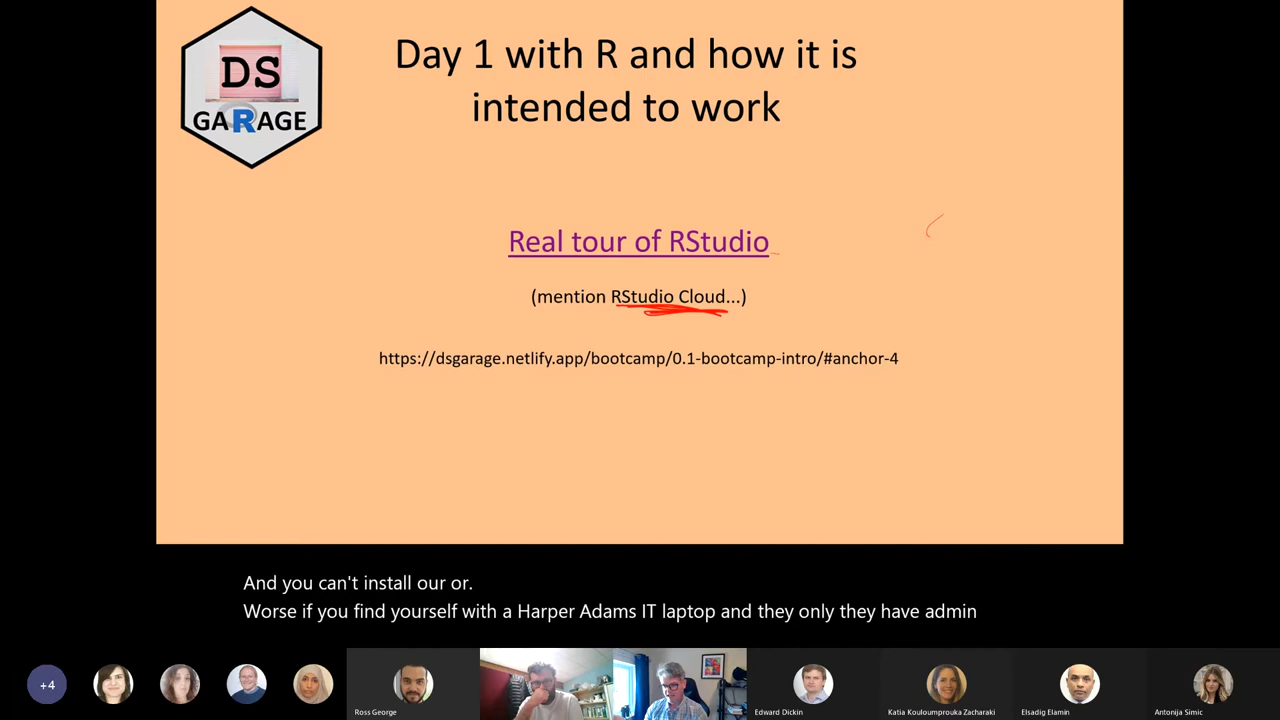 DS
GARAGE
Day 1 with R and how it is
intended to work
Real tour of RStudio
(mention RStudio Cloud...)
https://dsgarage.netlify.app/bootcamp/0.1-bootcamp-intro/#anchor-4
And you can't install our or.
Worse if you find yourself with a Harper Adams IT laptop and they only they have admin
+4
Ross George
Edward Dickin
Katia Kouloumprouka Zacharaki
Elsadig Elamin
Antonija Simic